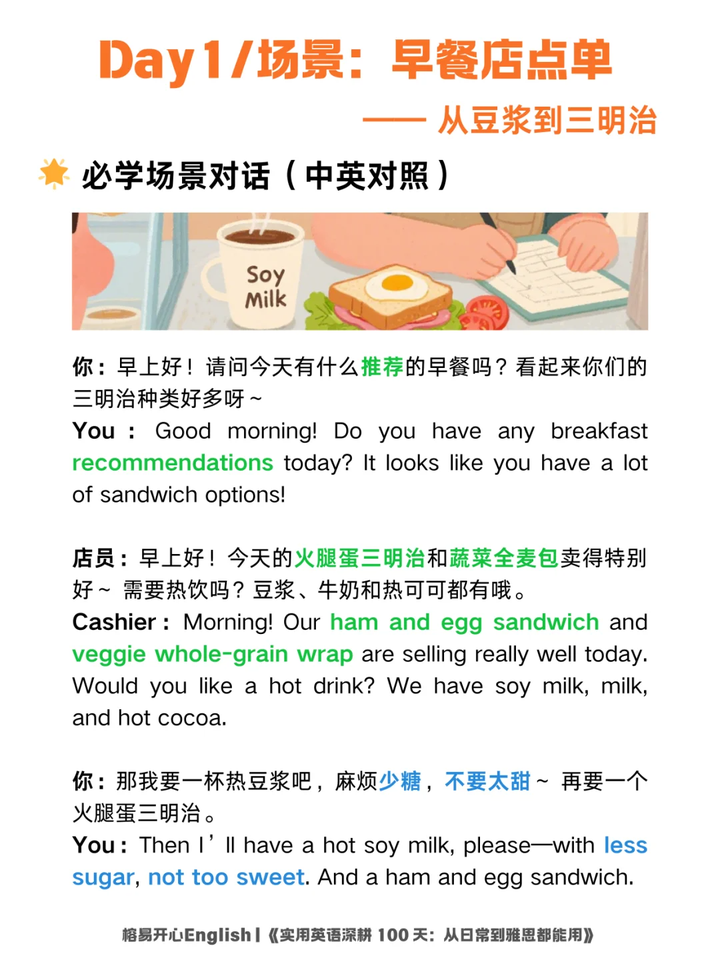 Day1/场景：早餐店点单
—— 从豆浆到三明治
必学场景对话（中英对照）
Soy
Milk
你：早上好！请问今天有什么推荐的早餐吗？看起来你们的
三明治种类好多呀~
You： Good morning! Do you have any breakfast
recommendations today? It looks like you have a lot
of sandwich options!
店员：早上好！今天的火腿蛋三明治和蔬菜全麦包卖得特别
好~ 需要热饮吗？豆浆、牛奶和热可可都有哦。
Cashier：Morning! Our ham and egg sandwich and
veggie whole-grain wrap are selling really well today.
Would you like a hot drink? We have soy milk, milk,
and hot cocoa.
你：那我要一杯热豆浆吧，麻烦少糖，不要太甜~ 再要一个
火腿蛋三明治。
You：Then I’ll have a hot soy milk, please—with less
sugar, not too sweet. And a ham and egg sandwich.
榕易开心English |《实用英语深耕 100 天：从日常到雅思都能用》